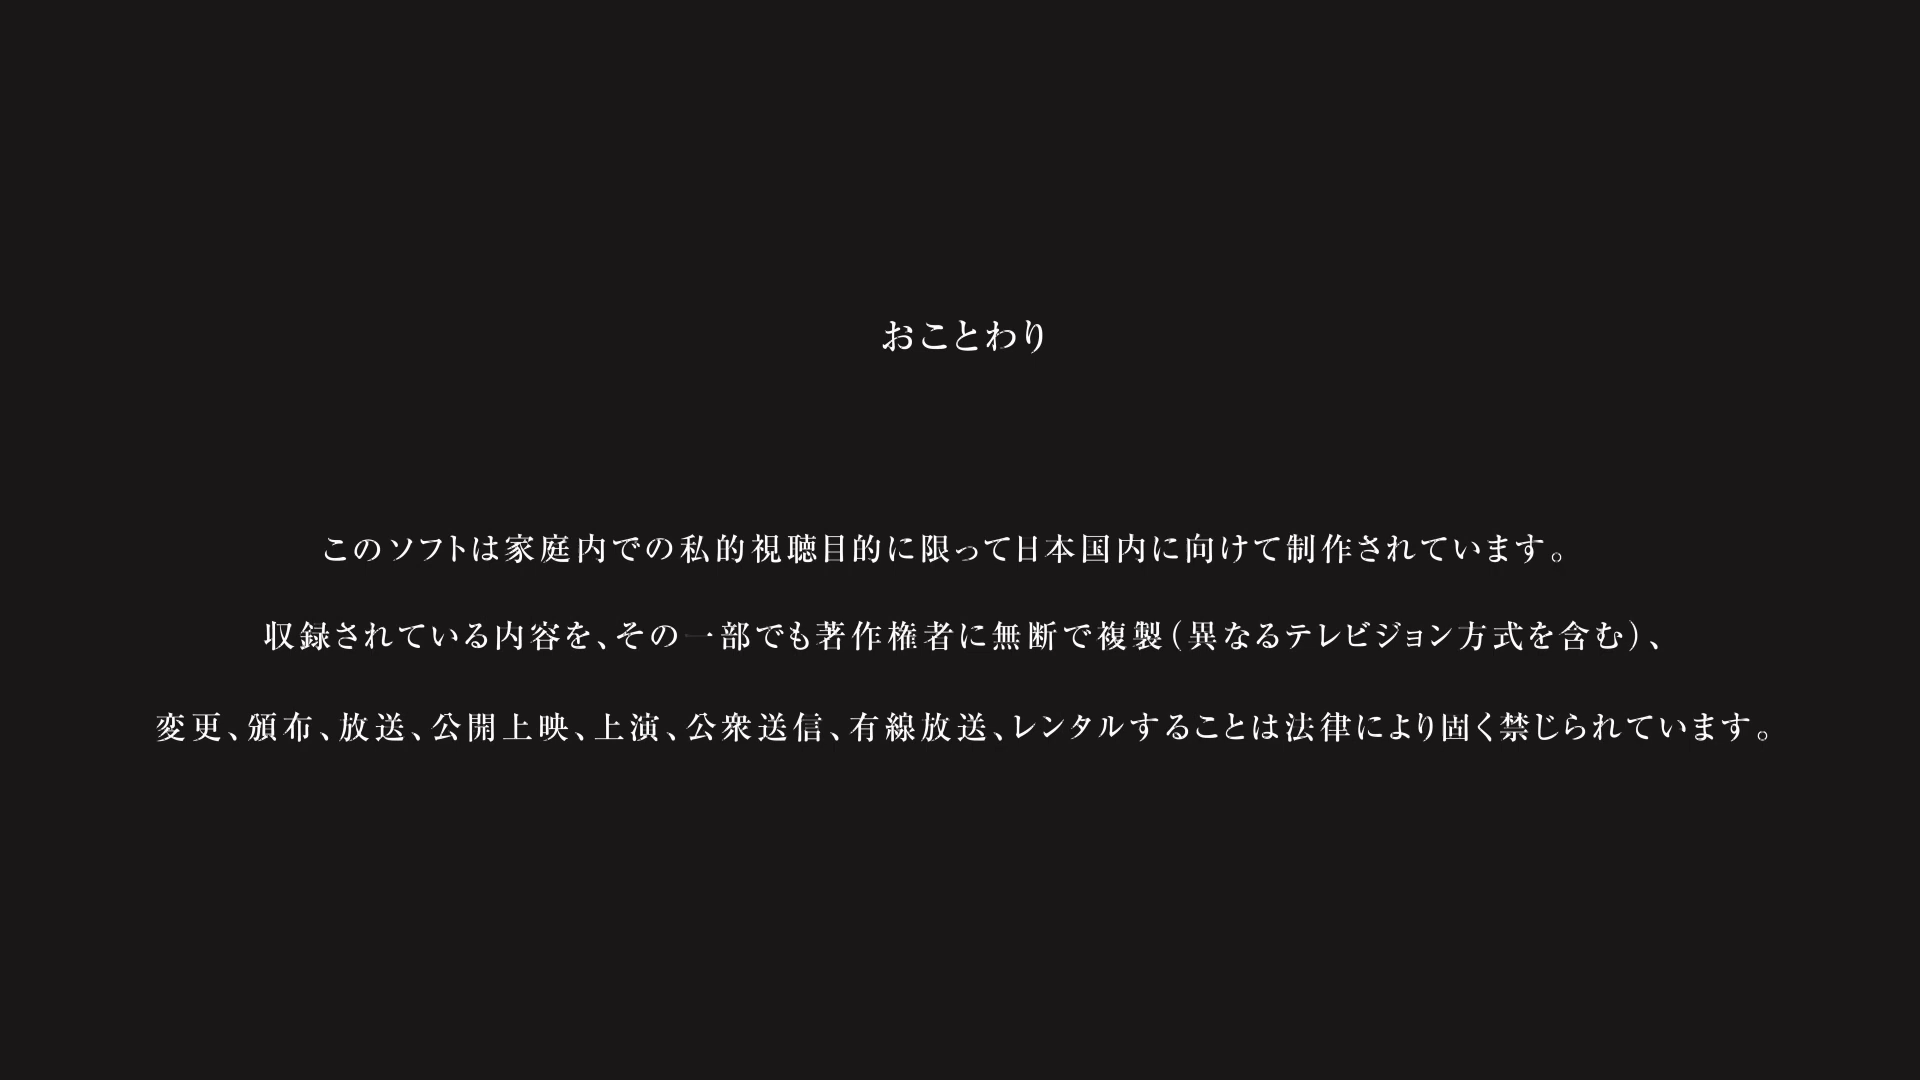 おことわり
このソフトは家庭内での私的視聴目的に限って日本国内に向けて制作されています。
収録されている内容を、その一部でも著作権者に無断で複製(異なるテレビジョン方式を含む)、
変更、頒布、放送、公開上映、上演、公衆送信、有線放送、レンタルすることは法律により固く禁じられています。